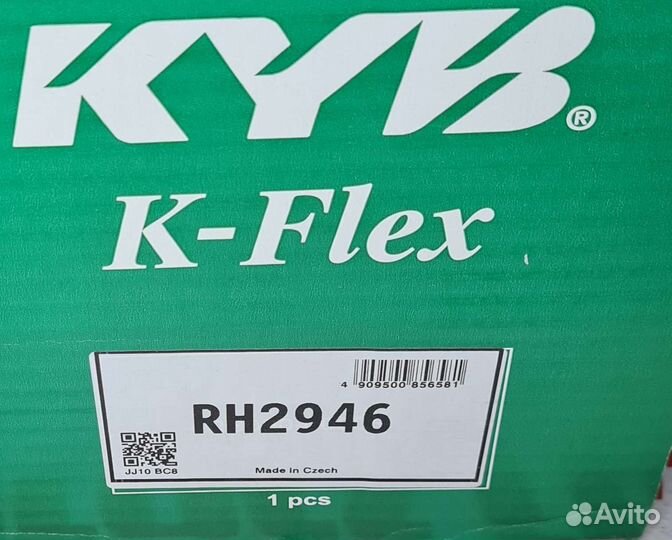 KYB®
K-Flex
4 909500 856581
RH2946
JJ10 BC8
Made in Czech
1 pcs
Avito